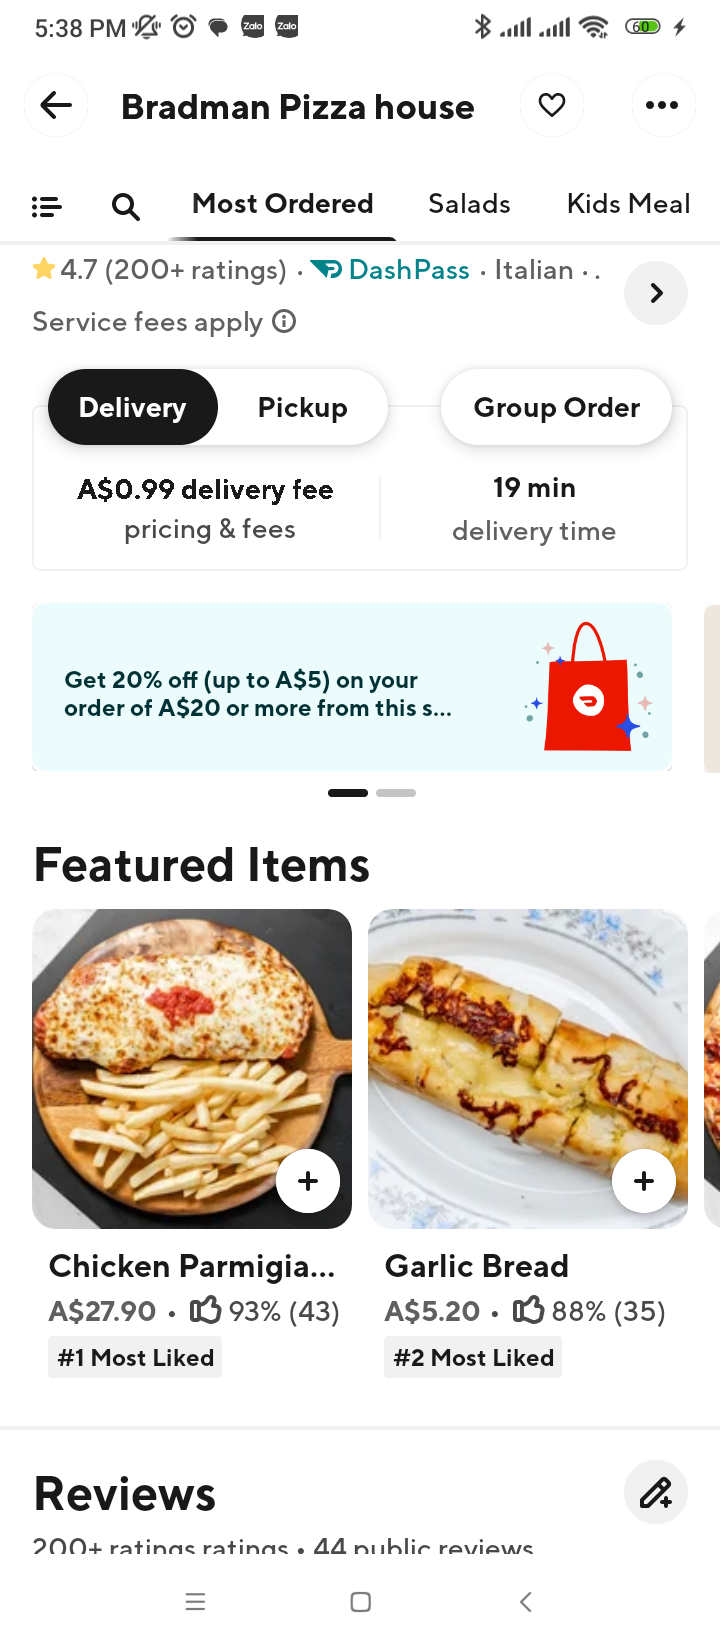 5:38 PM
Zalo
Zalo
60
Bradman Pizza house
Most Ordered
Salads
Kids Meal
4.7 (200+ ratings) • DashPass • Italian • .
Service fees apply
Delivery
Pickup
Group Order
A$0.99 delivery fee
pricing & fees
19 min
delivery time
Get 20% off (up to A$5) on your
order of A$20 or more from this s...
Featured Items
Chicken Parmigia...
A$27.90 • 93% (43)
#1 Most Liked
Garlic Bread
A$5.20 • 88% (35)
#2 Most Liked
Reviews
200+ ratings ratings • 44 public reviews